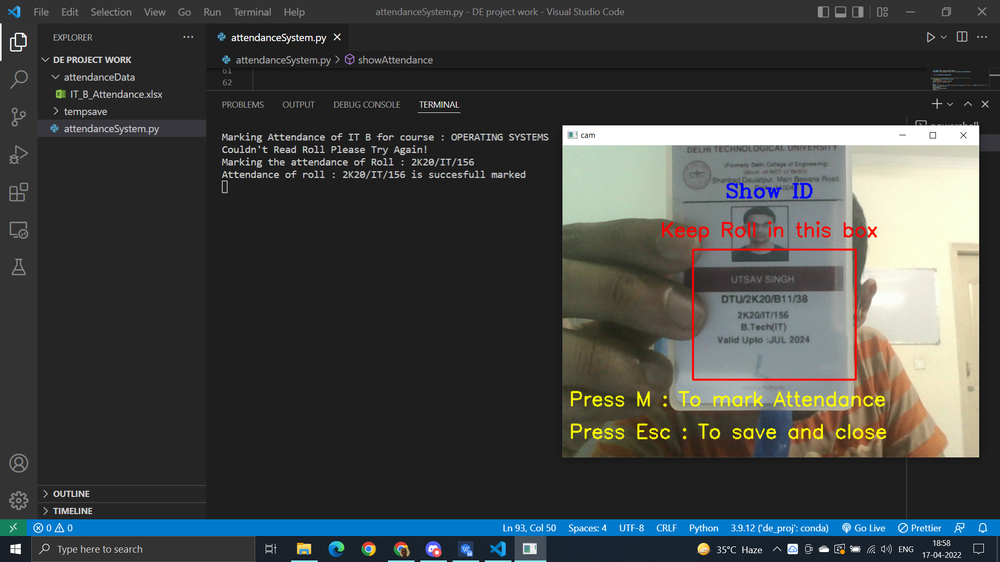 File Edit Selection View Go Run Terminal Help
attendanceSystem.py - DE project work - Visual Studio Code
EXPLORER
DE PROJECT WORK
attendanceData
IT_B_Attendance.xlsx
tempsave
attendanceSystem.py
OUTLINE
TIMELINE
attendanceSystem.py
attendanceSystem.py > showAttendance
61
62
PROBLEMS OUTPUT DEBUG CONSOLE TERMINAL
Marking Attendance of IT B for course : OPERATING SYSTEMS
Couldn't Read Roll Please Try Again!
Marking the attendance of Roll : 2K20/IT/156
Attendance of roll : 2K20/IT/156 is succesfull marked
powershell
cam
DELHI TECHNOLOGICAL UNIVERSITY
(Formerly Delhi College of Engineering)
(Govt. of NCT of Delhi)
Shahbad Daulatpur, Main Bawana Road,
Show ID
Keep Roll in this box
UTSAV SINGH
DTU/2K20/B11/38
2K20/IT/156
B.Tech(IT)
Valid Upto :JUL 2024
Press M : To mark Attendance
Press Esc : To save and close
0 0
Ln 93, Col 50 Spaces: 4 UTF-8 CRLF Python 3.9.12 ('de_proj': conda) Go Live Prettier
Type here to search
35°C Haze
ENG
18:58
17-04-2022